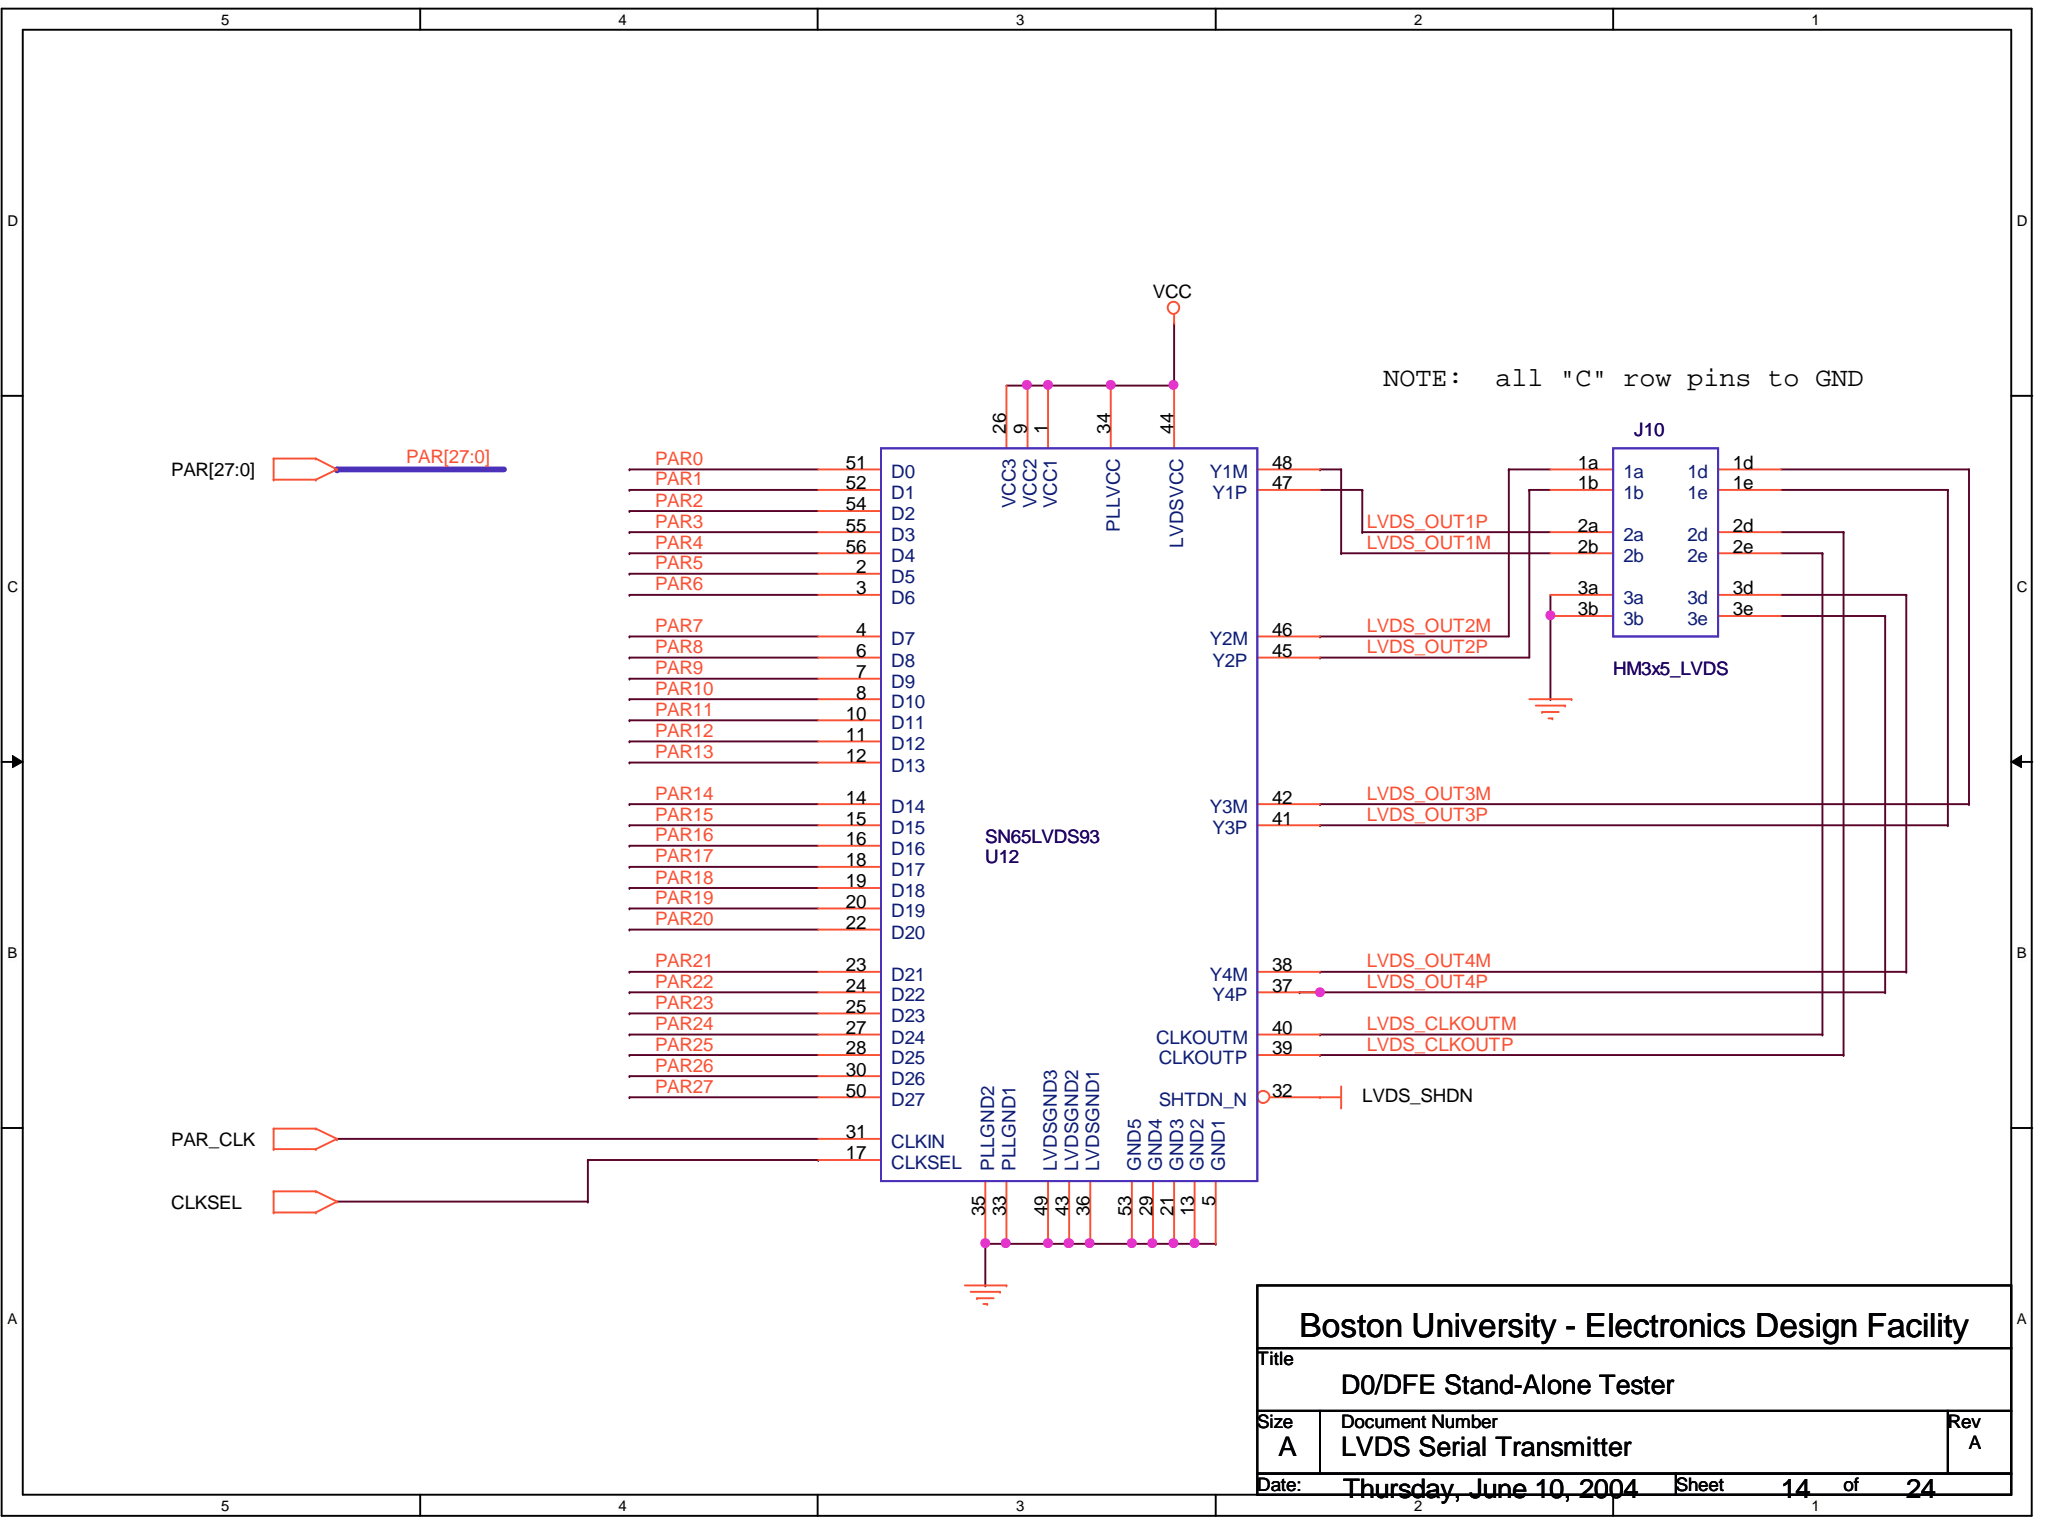 5 4 3 2 1
D D
VCC
NOTE: all "C" row pins to GND
26 9 1 34 44
J10
PAR[27:0] PAR[27:0]
VCC3 VCC2 VCC1 PLLVCC LVDSVCC
PAR0 51 D0
PAR1 52 D1
PAR2 54 D2
PAR3 55 D3
PAR4 56 D4
PAR5 2 D5
PAR6 3 D6
PAR7 4 D7
PAR8 6 D8
PAR9 7 D9
PAR10 8 D10
PAR11 10 D11
PAR12 11 D12
PAR13 12 D13
PAR14 14 D14
PAR15 15 D15
PAR16 16 D16
PAR17 18 D17
PAR18 19 D18
PAR19 20 D19
PAR20 22 D20
PAR21 23 D21
PAR22 24 D22
PAR23 25 D23
PAR24 27 D24
PAR25 28 D25
PAR26 30 D26
PAR27 50 D27
PAR_CLK 31 CLKIN
17 CLKSEL
CLKSEL
SN65LVDS93
U12
Y1M 48
Y1P 47
LVDS_OUT1P
LVDS_OUT1M
Y2M 46 LVDS_OUT2M
Y2P 45 LVDS_OUT2P
Y3M 42 LVDS_OUT3M
Y3P 41 LVDS_OUT3P
Y4M 38 LVDS_OUT4M
Y4P 37 LVDS_OUT4P
CLKOUTM 40 LVDS_CLKOUTM
CLKOUTP 39 LVDS_CLKOUTP
SHTDN_N 32 LVDS_SHDN
1a 1a 1d 1d
1b 1b 1e 1e
2a 2a 2d 2d
2b 2b 2e 2e
3a 3a 3d 3d
3b 3b 3e 3e
HM3x5_LVDS
C C
B B
PLLGND2 PLLGND1 LVDSGND3 LVDSGND2 LVDSGND1 GND5 GND4 GND3 GND2 GND1
35 33 49 43 36 53 29 21 13 5
A A
Boston University - Electronics Design Facility
Title
D0/DFE Stand-Alone Tester
Size Document Number Rev
A LVDS Serial Transmitter A
Date: Thursday, June 10, 2004 Sheet 14 of 24
5 4 3 2 1